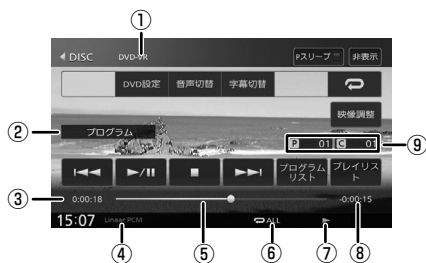 ①
DISC DVD-VR Pスリープ 非表示
DVD設定 音声切替 字幕切替
映像調整
② プログラム
P 01 C 01 ⑨
プログラムリスト プレイリスト
③ 0:00:18 -0:00:15
15:07 Linear PCM ALL
④ ⑤ ⑥ ⑦ ⑧